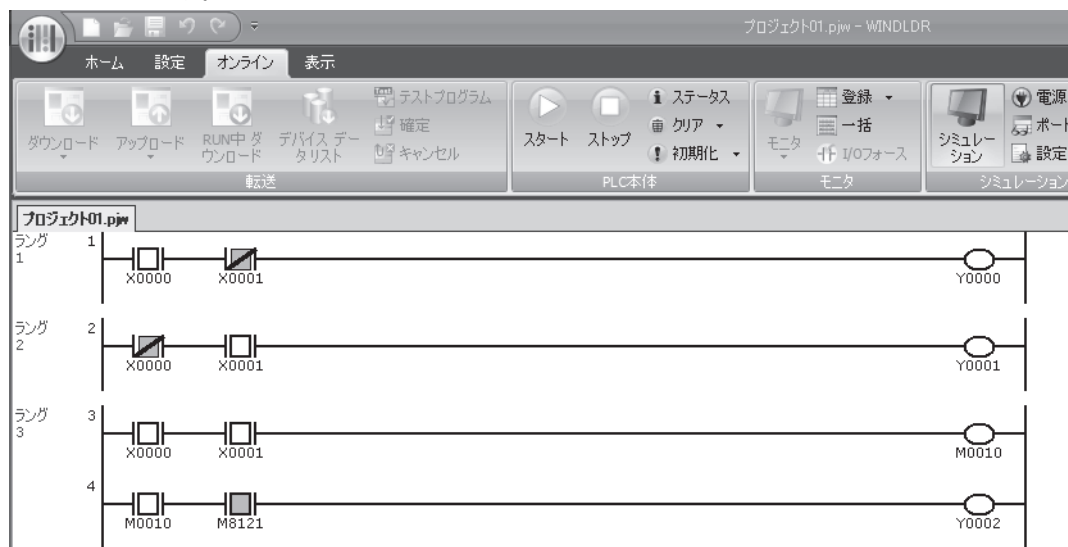 プロジェクト01.pjw - WINDLDR
ホーム 設定 オンライン 表示
ダウンロード アップロード RUN中 ダウンロード デバイス データリスト テストプログラム 確定 キャンセル
スタート ストップ ステータス クリア 初期化
モニタ 登録 一括 I/Oフォース
シミュレーション 電源 ポート 設定
転送 PLC本体 モニタ シミュレーション
プロジェクト01.pjw
ラング 1 1
X0000 X0001 Y0000
ラング 2 2
X0000 X0001 Y0001
ラング 3 3
X0000 X0001 M0010
4
M0010 M8121 Y0002